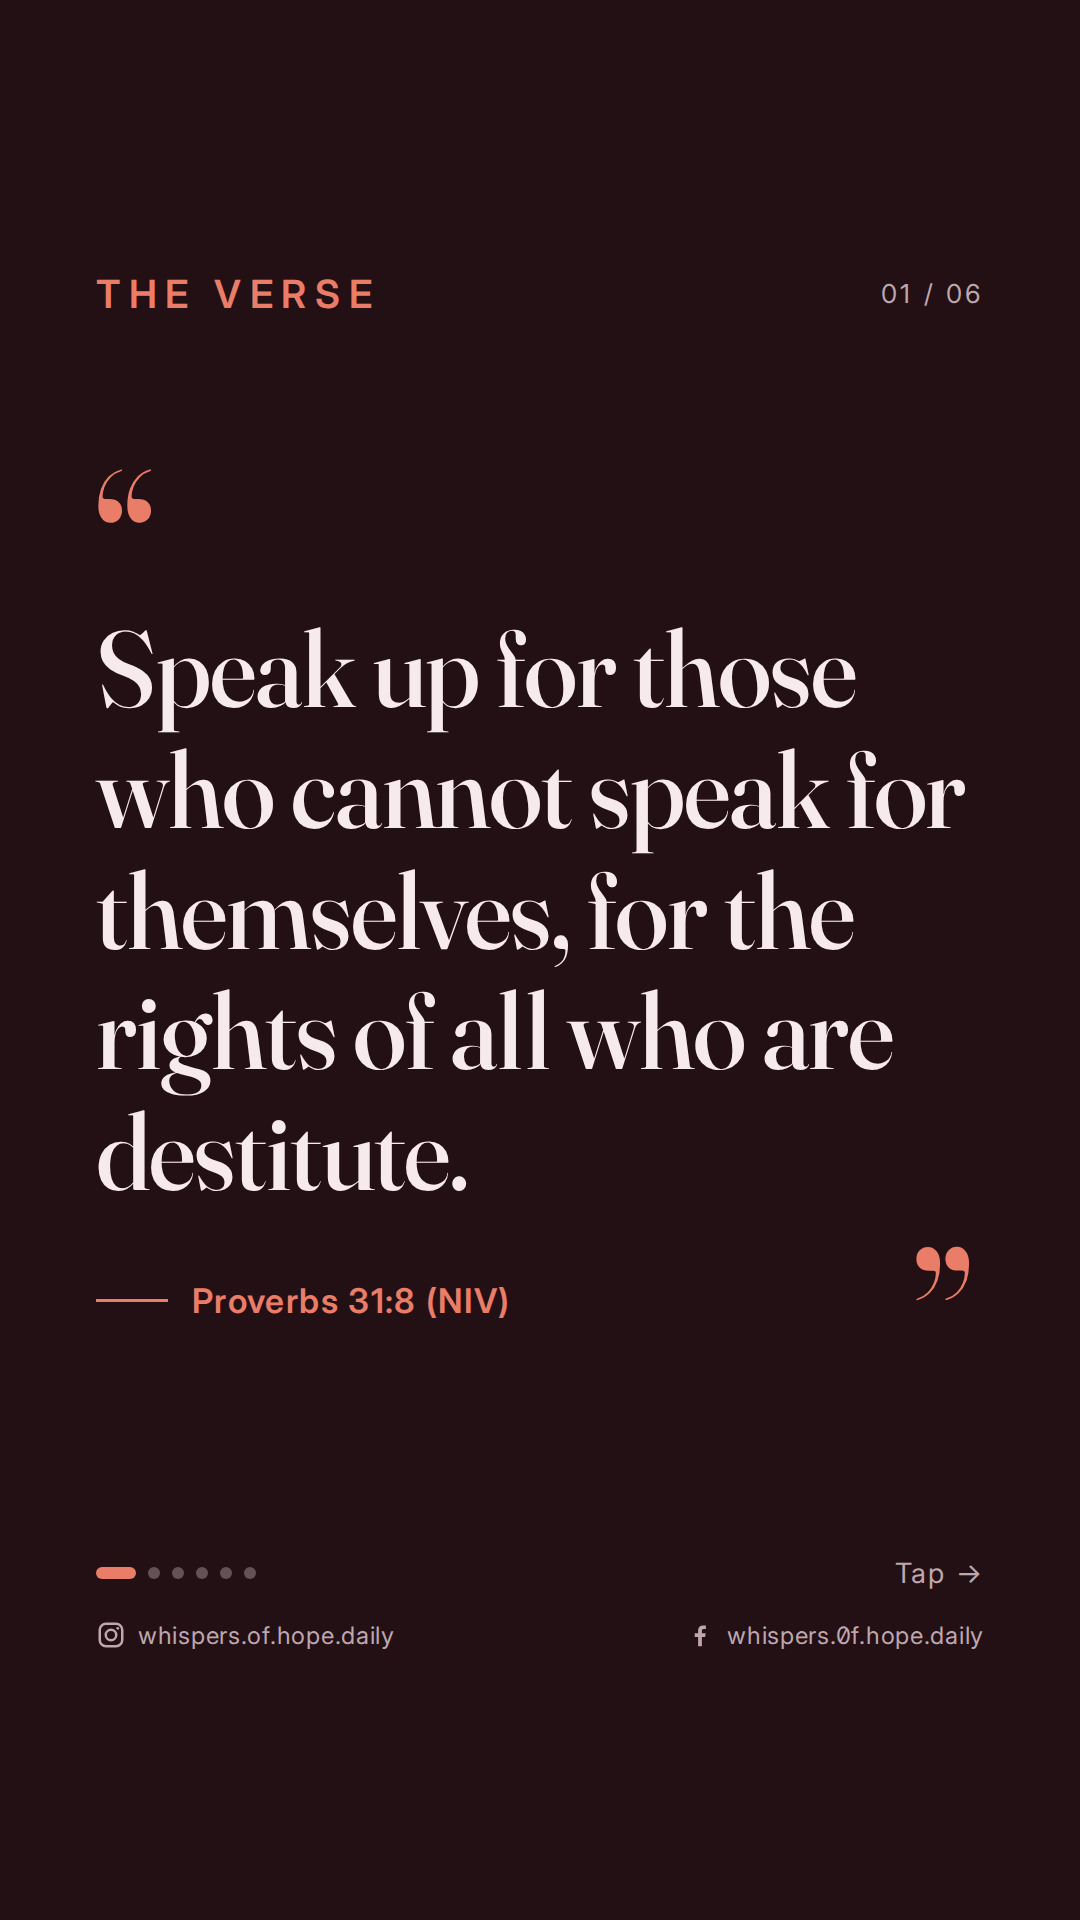 THE VERSE
01 / 06
“
Speak up for those
who cannot speak for
themselves, for the
rights of all who are
destitute.
”
Proverbs 31:8 (NIV)
Tap →
whispers.of.hope.daily
whispers.0f.hope.daily